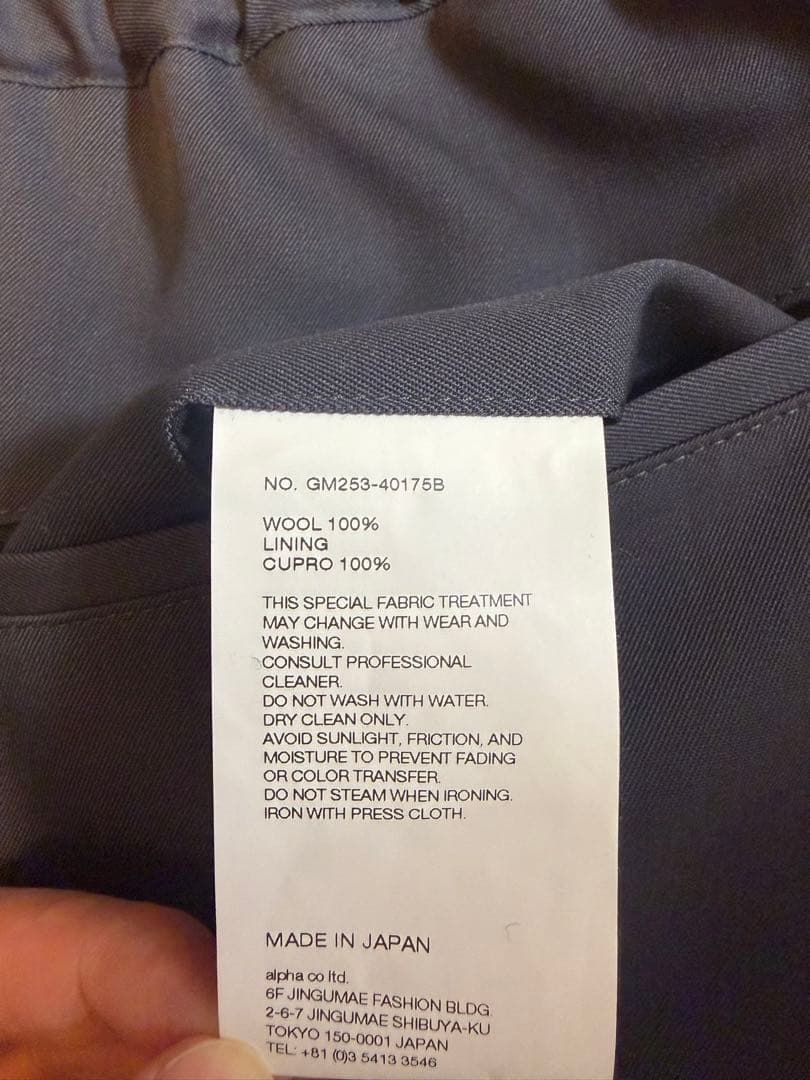 NO. GM253-40175B
WOOL 100%
LINING
CUPRO 100%
THIS SPECIAL FABRIC TREATMENT
MAY CHANGE WITH WEAR AND
WASHING.
CONSULT PROFESSIONAL
CLEANER.
DO NOT WASH WITH WATER.
DRY CLEAN ONLY.
AVOID SUNLIGHT, FRICTION, AND
MOISTURE TO PREVENT FADING
OR COLOR TRANSFER.
DO NOT STEAM WHEN IRONING.
IRON WITH PRESS CLOTH.
MADE IN JAPAN
alpha co ltd.
6F JINGUMAE FASHION BLDG.
2-6-7 JINGUMAE SHIBUYA-KU
TOKYO 150-0001 JAPAN
TEL: +81 (0)3 5413 3546